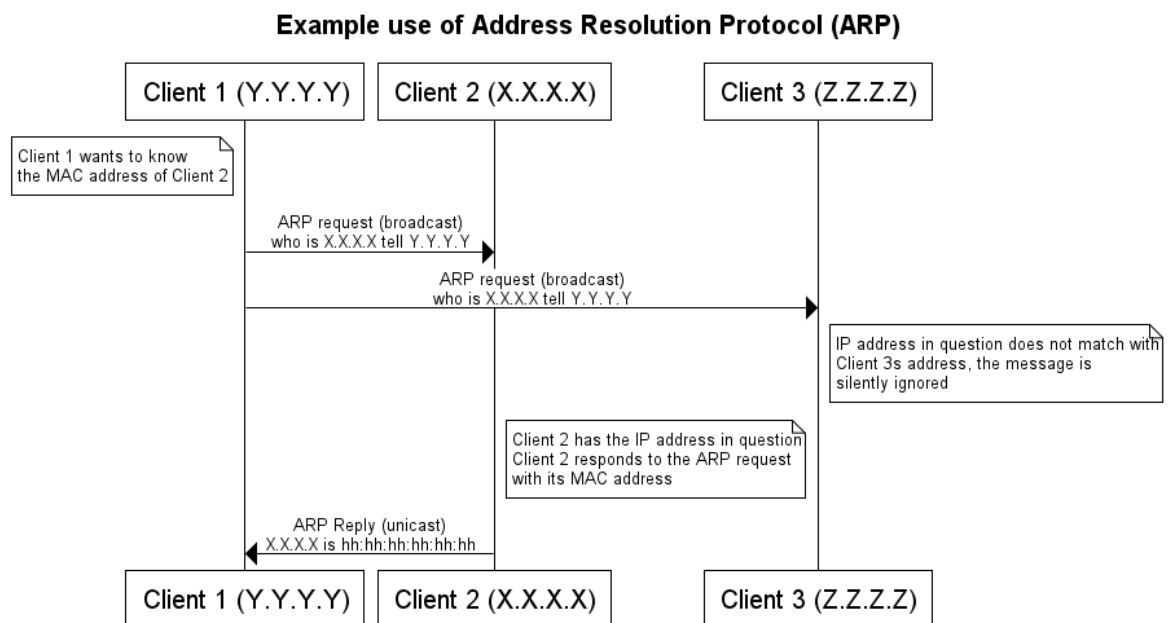 Example use of Address Resolution Protocol (ARP)
Client 1 (Y.Y.Y.Y)
Client 2 (X.X.X.X)
Client 3 (Z.Z.Z.Z)
Client 1 wants to know
the MAC address of Client 2
ARP request (broadcast)
who is X.X.X.X tell Y.Y.Y.Y
ARP request (broadcast)
who is X.X.X.X tell Y.Y.Y.Y
IP address in question does not match with
Client 3s address, the message is
silently ignored
Client 2 has the IP address in question
Client 2 responds to the ARP request
with its MAC address
ARP Reply (unicast)
X.X.X.X is hh:hh:hh:hh:hh:hh
Client 1 (Y.Y.Y.Y)
Client 2 (X.X.X.X)
Client 3 (Z.Z.Z.Z)